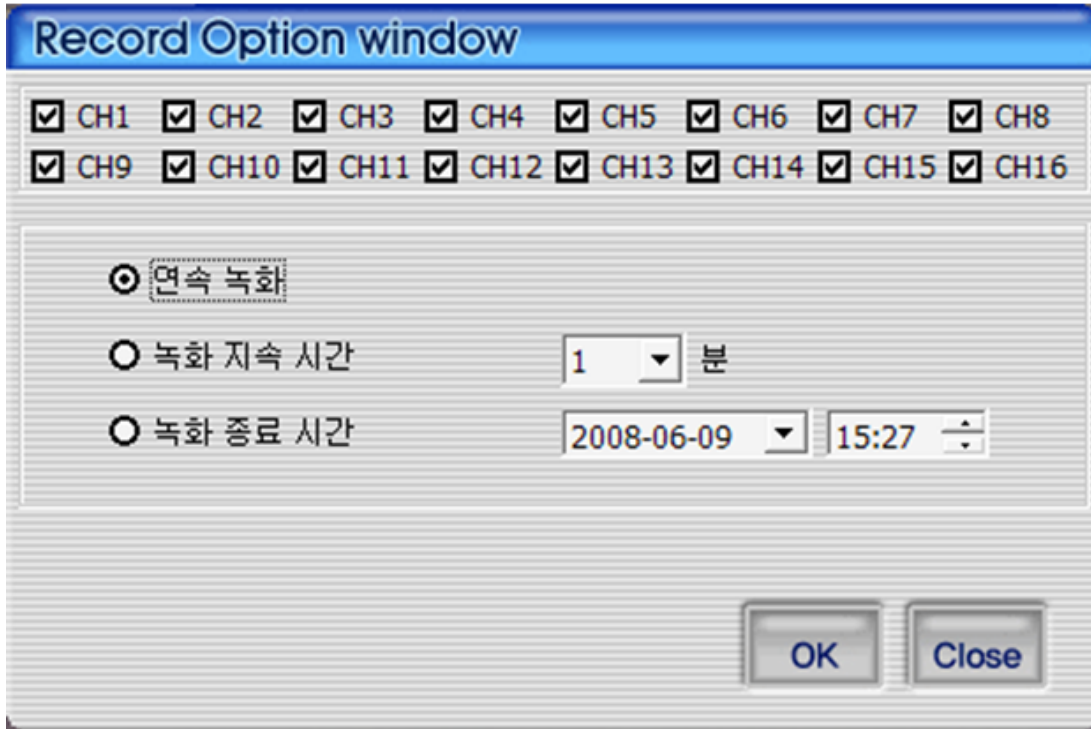 Record Option window
CH1 CH2 CH3 CH4 CH5 CH6 CH7 CH8
CH9 CH10 CH11 CH12 CH13 CH14 CH15 CH16
연속 녹화
녹화 지속 시간 1 분
녹화 종료 시간 2008-06-09 15:27
OK Close